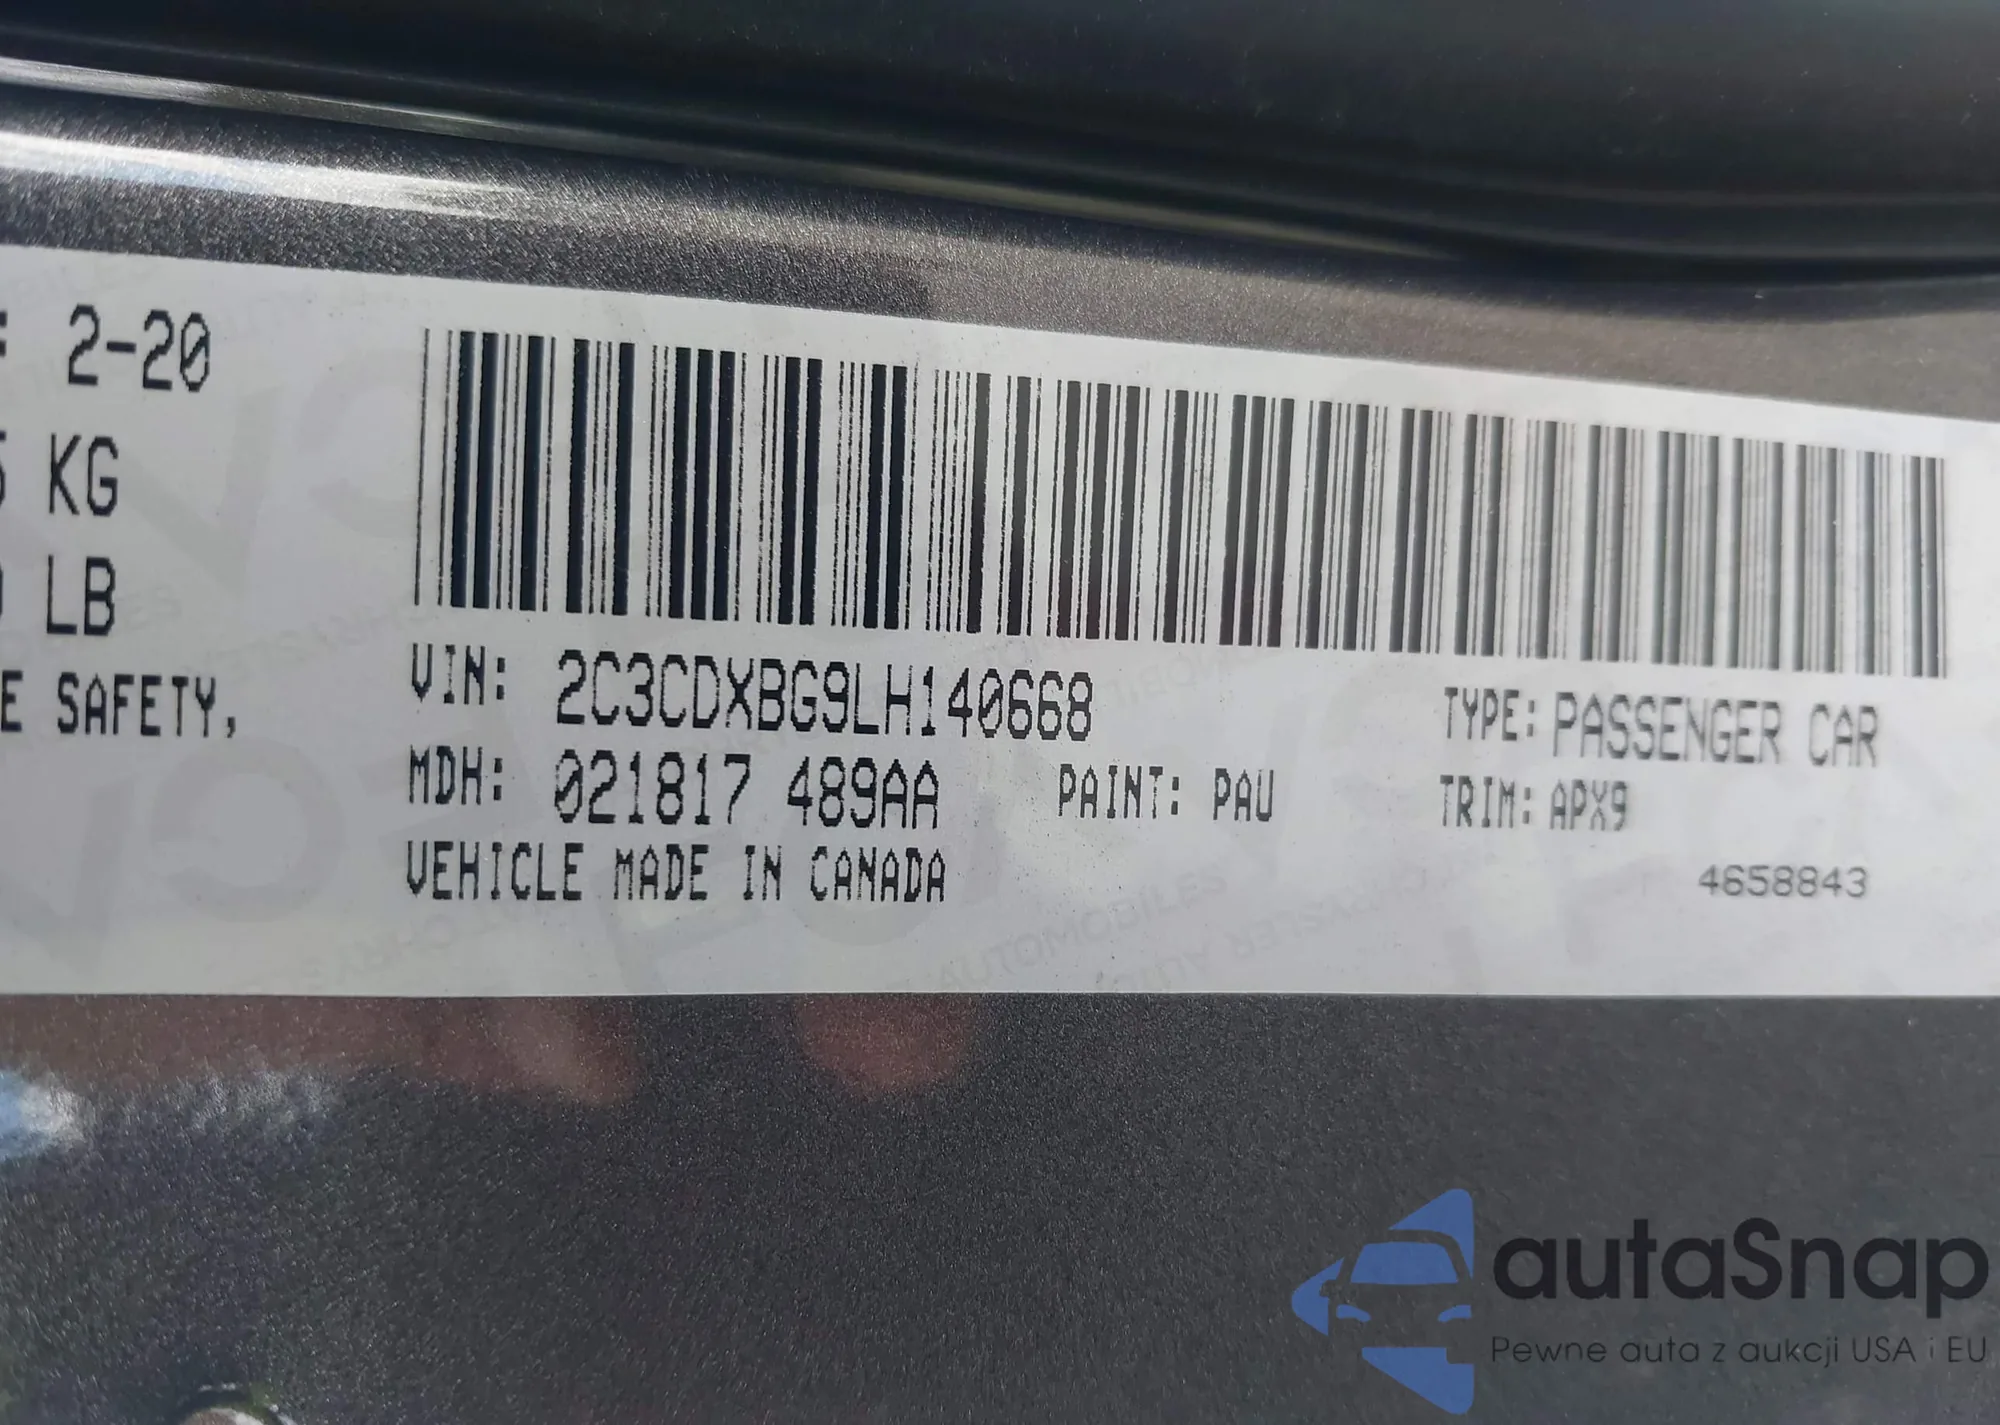 : 2-20
5 KG
LB
E SAFETY,
VIN: 2C3CDXBG9LH140668
TYPE: PASSENGER CAR
MDH: 021817 489AA
PAINT: PAU
TRIM: APX9
VEHICLE MADE IN CANADA
4658843
autaSnap
Pewne auta z aukcji USA i EU